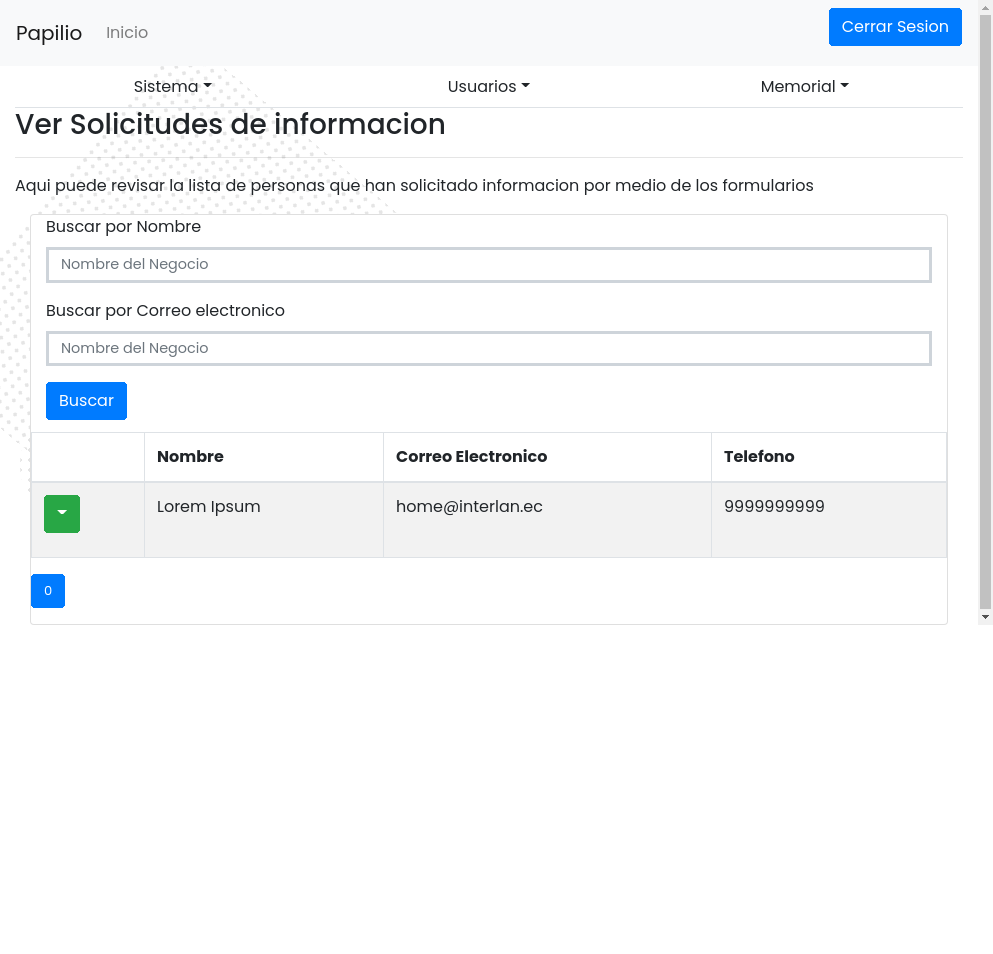 Papilio Inicio Cerrar Sesion
Sistema Usuarios Memorial
Ver Solicitudes de informacion
Aqui puede revisar la lista de personas que han solicitado informacion por medio de los formularios
Buscar por Nombre
Nombre del Negocio
Buscar por Correo electronico
Nombre del Negocio
Buscar
Nombre Correo Electronico Telefono
Lorem Ipsum home@interlan.ec 9999999999
0